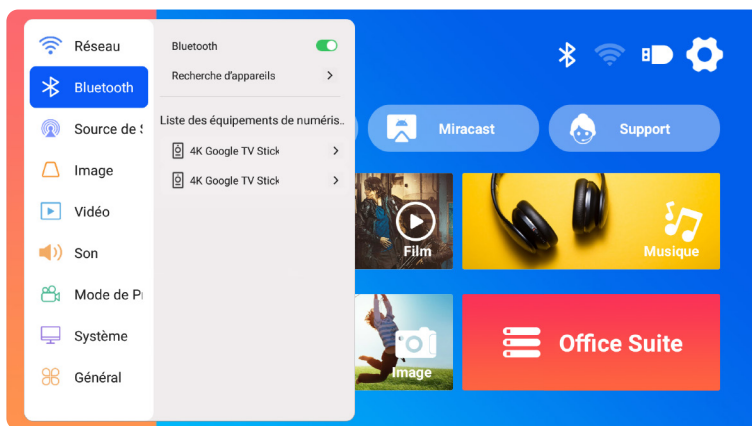 Réseau
Bluetooth
Source de
Image
Vidéo
Son
Mode de
Système
Général
Bluetooth
Recherche d'appareils
Liste des équipements de numéris..
4K Google TV Stick
4K Google TV Stick
Miracast
Support
Film
Musique
Image
Office Suite